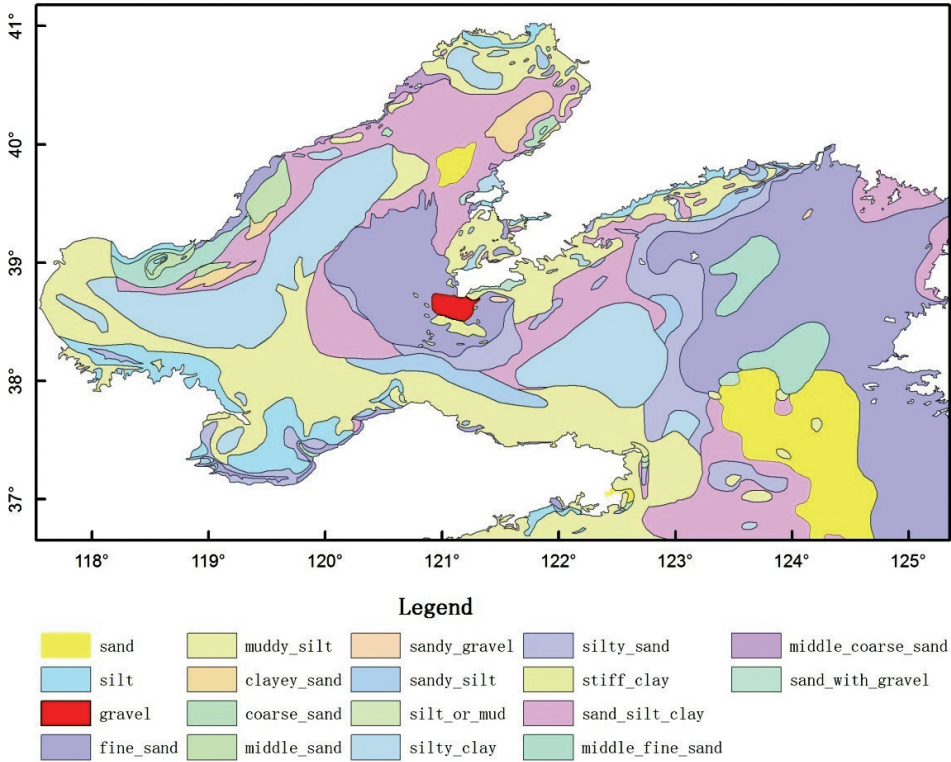 41°
40°
39°
38°
37°
118° 119° 120° 121° 122° 123° 124° 125°
Legend
sand muddy_silt sandy_gravel silty_sand middle_coarse_sand
silt clayey_sand sandy_silt stiff_clay sand_with_gravel
gravel coarse_sand silt_or_mud sand_silt_clay
fine_sand middle_sand silty_clay middle_fine_sand